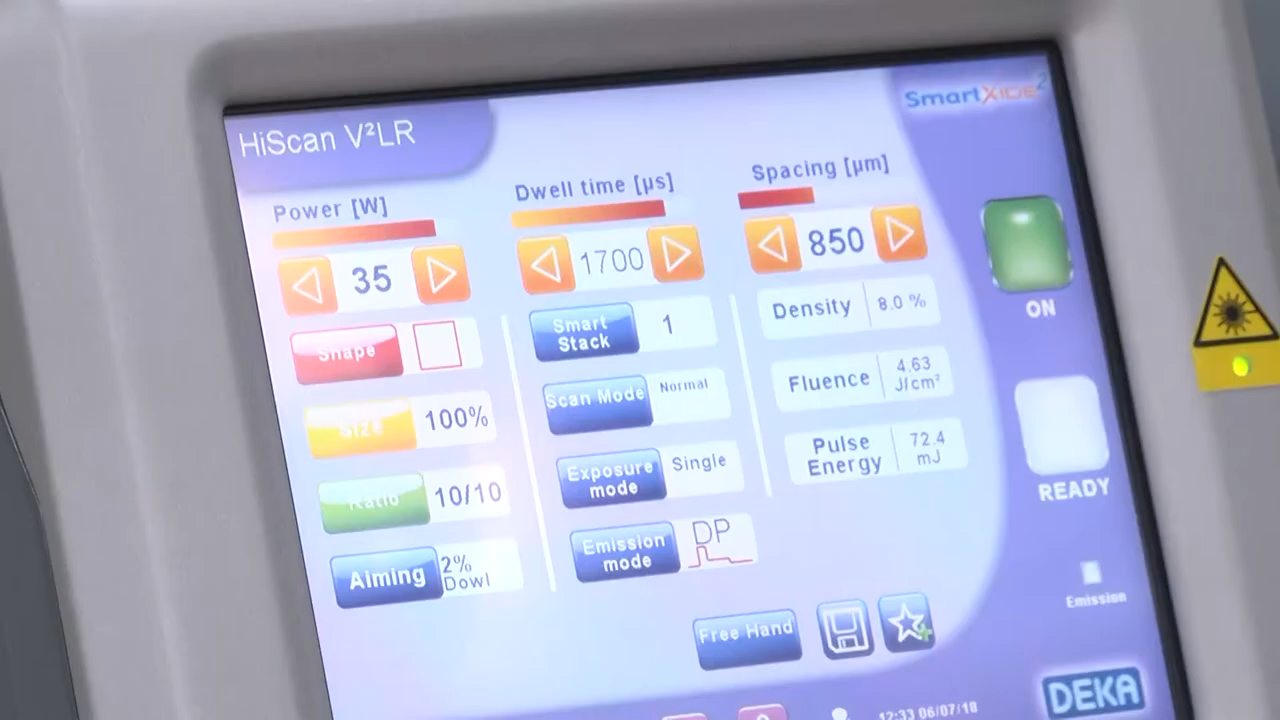 HiScan V²LR
SmartXide²
Power [W]
Dwell time [µs]
Spacing [µm]
35
1700
850
ON
Shape
Smart
Stack
1
Density
8.0 %
Size
100%
Scan Mode
Normal
Fluence
4.63
J/cm²
Ratio
10/10
Exposure
mode
Single
Pulse
Energy
72.4
mJ
READY
Aiming
2%
Dowl
Emission
mode
DP
Emission
Free Hand
DEKA
12:33 06/07/18